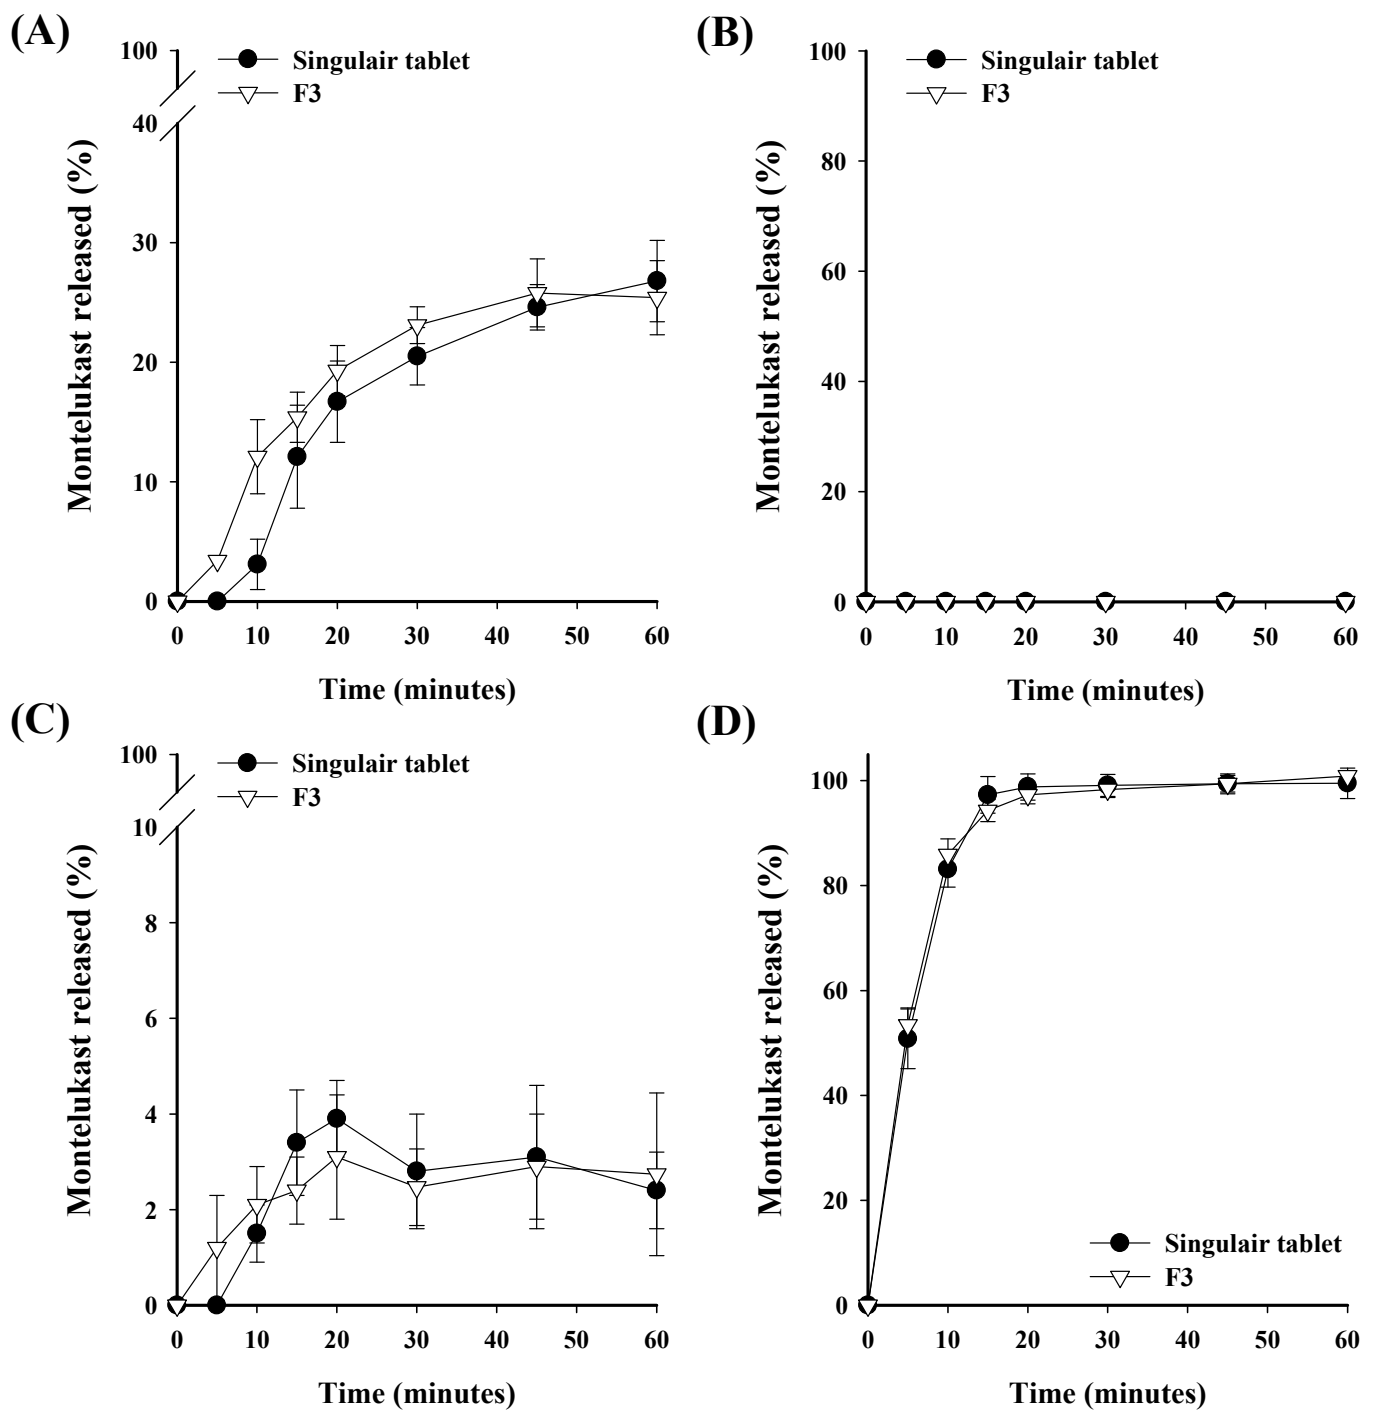 (A)
100
40
30
20
10
0
Montelukast released (%)
Singulair tablet
F3
0 10 20 30 40 50 60
Time (minutes)
(B)
100
80
60
40
20
0
Montelukast released (%)
Singulair tablet
F3
0 10 20 30 40 50 60
Time (minutes)
(C)
100
10
8
6
4
2
0
Montelukast released (%)
Singulair tablet
F3
0 10 20 30 40 50 60
Time (minutes)
(D)
100
80
60
40
20
0
Montelukast released (%)
Singulair tablet
F3
0 10 20 30 40 50 60
Time (minutes)